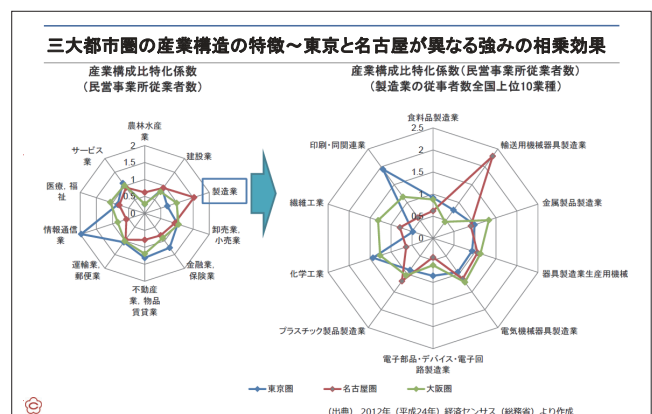 三大都市圏の産業構造の特徴～東京と名古屋が異なる強みの相乗効果
産業構成比特化係数
（民営事業所従業者数）
農林水産
業
建設業
製造業
卸売業，
小売業
金融業，
保険業
不動産
業，物品
賃貸業
運輸業，
郵便業
情報通信
業
医療，福
祉
サービス
業
2
1.5
1
0.5
0
産業構成比特化係数（民営事業所従業者数）
（製造業の従事者数全国上位10業種）
食料品製造業
輸送用機械器具製造業
金属製品製造業
器具製造業生産用機械
電気機械器具製造業
電子部品・デバイス・電子回
路製造業
プラスチック製品製造業
化学工業
繊維工業
印刷・同関連業
2.5
2
1.5
1
0.5
0
東京圏
名古屋圏
大阪圏
（出典） 2012年（平成24年）経済センサス（総務省）より作成